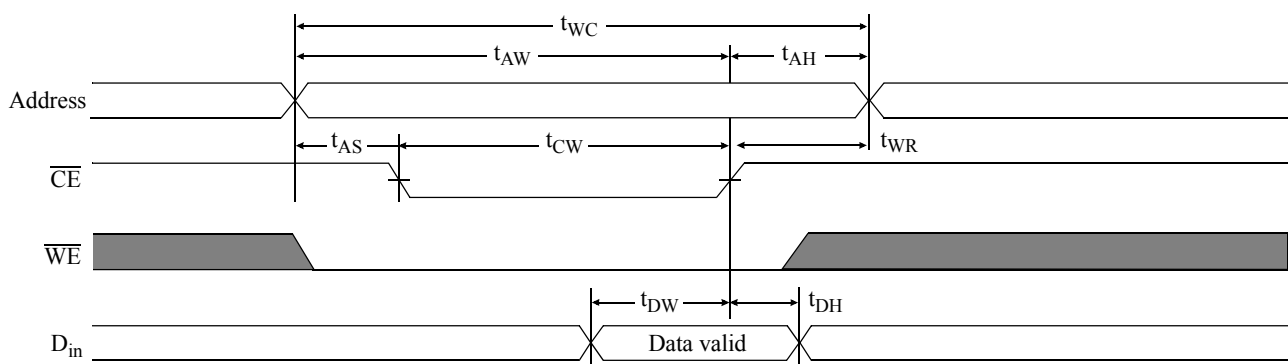 tWC
tAW
tAH
Address
tAS
tCW
tWR
CE
WE
tDW
tDH
Din
Data valid